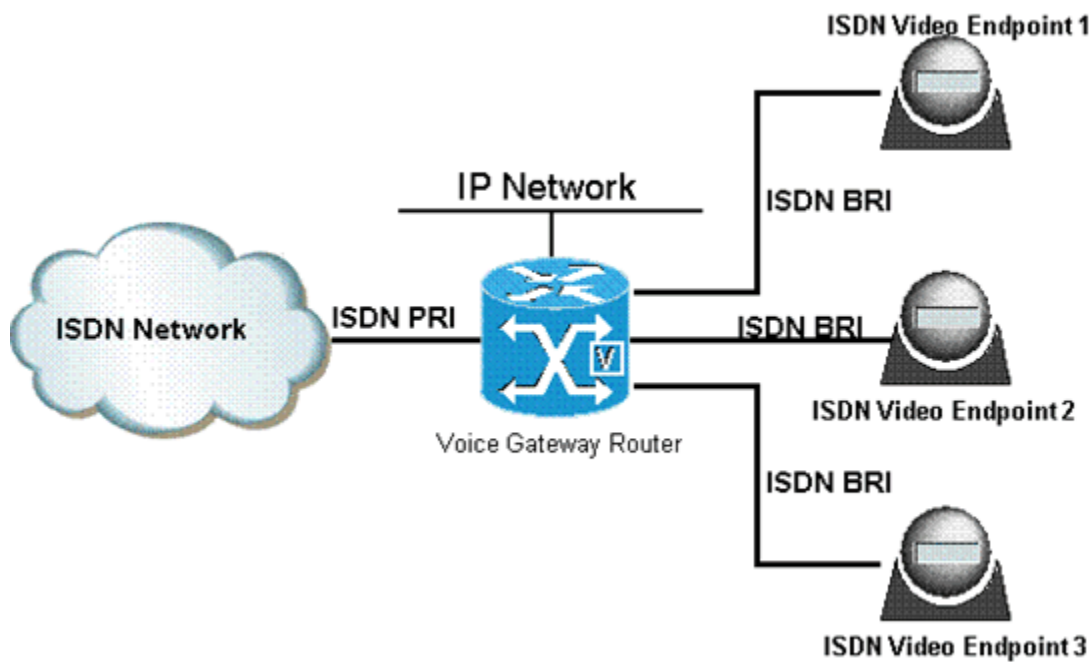 ISDN Video Endpoint 1
IP Network
ISDN BRI
ISDN Network
ISDN PRI
V
ISDN BRI
ISDN Video Endpoint 2
Voice Gateway Router
ISDN BRI
ISDN Video Endpoint 3